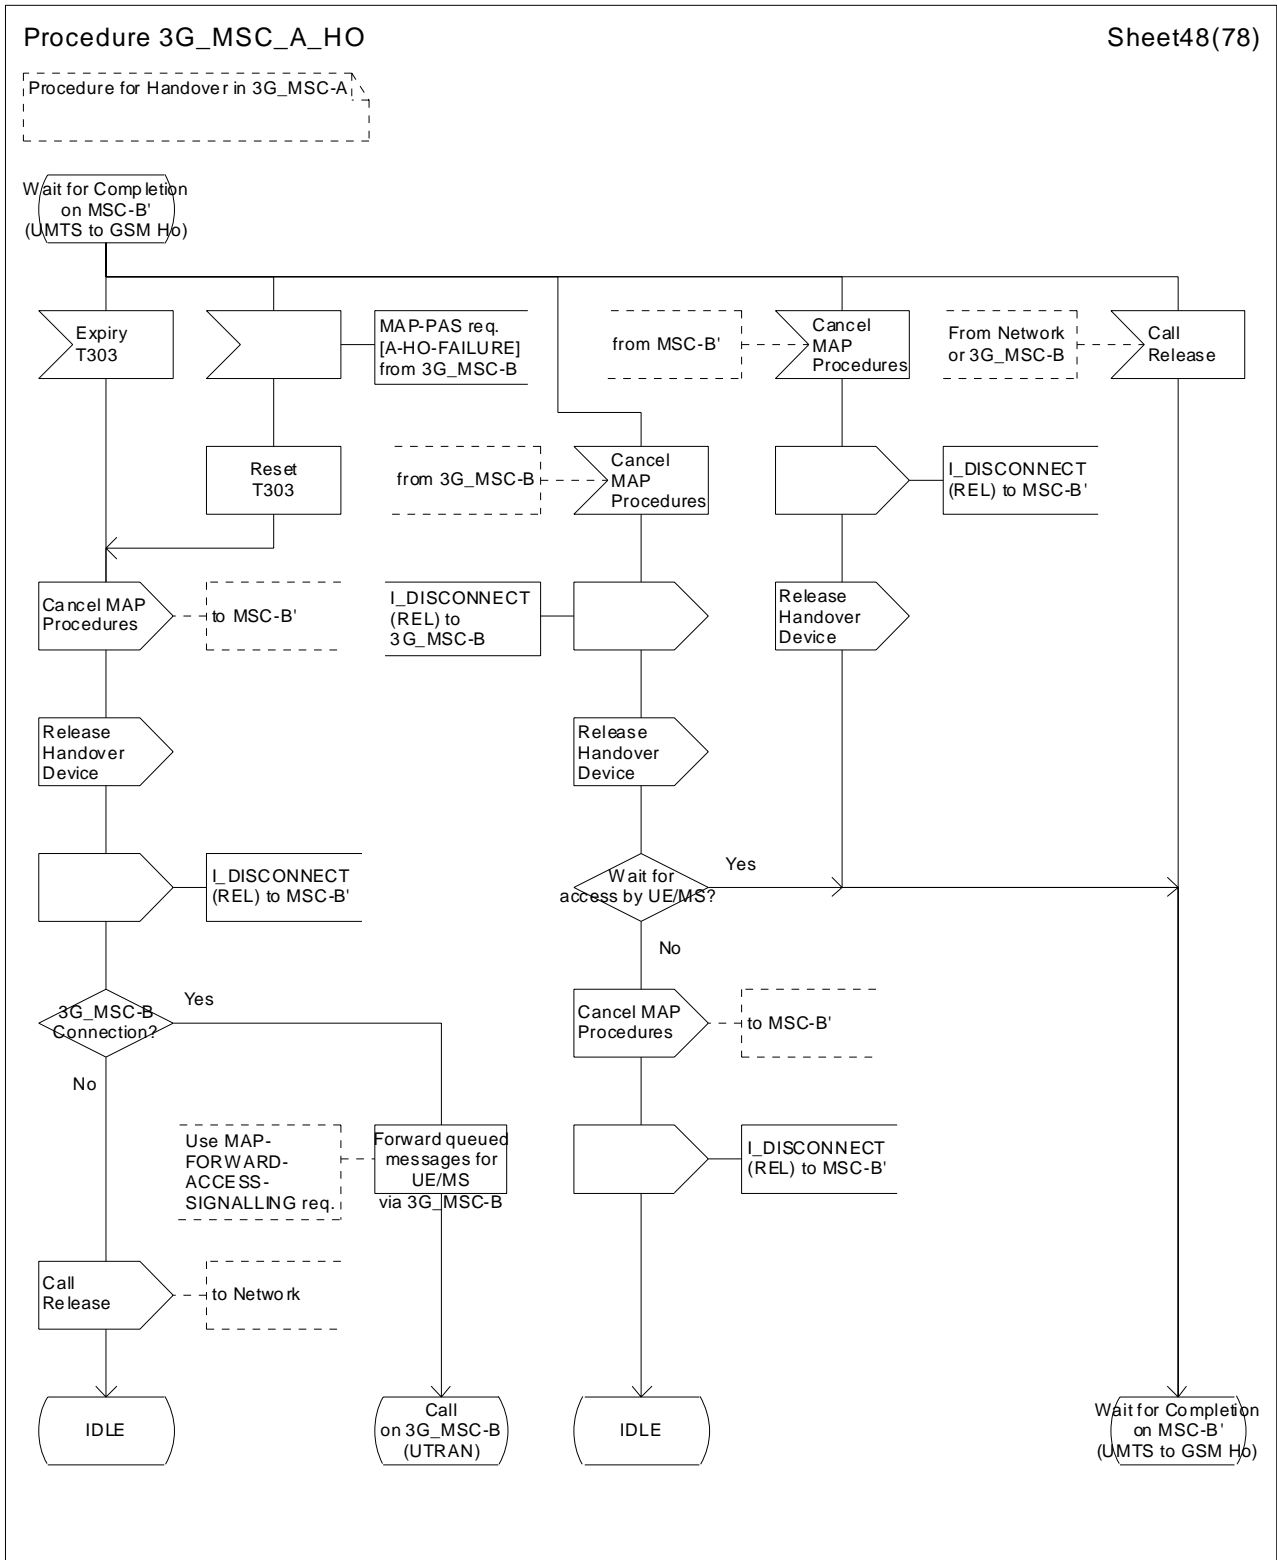 Procedure 3G_MSC_A_HO
Sheet48(78)
Procedure for Handover in 3G_MSC-A
Wait for Completion
on MSC-B'
(UMTS to GSM Ho)
Expiry
T303
MAP-PAS req.
[A-HO-FAILURE]
from 3G_MSC-B
from MSC-B'
Cancel
MAP
Procedures
From Network
or 3G_MSC-B
Call
Release
Reset
T303
from 3G_MSC-B
Cancel
MAP
Procedures
I_DISCONNECT
(REL) to MSC-B'
Cancel MAP
Procedures
to MSC-B'
I_DISCONNECT
(REL) to
3G_MSC-B
Release
Handover
Device
Release
Handover
Device
Release
Handover
Device
I_DISCONNECT
(REL) to MSC-B'
Wait for
access by UE/MS?
Yes
No
3G_MSC-B
Connection?
Yes
No
Cancel MAP
Procedures
to MSC-B'
Use MAP-
FORWARD-
ACCESS-
SIGNALLING req.
Forward queued
messages for
UE/MS
via 3G_MSC-B
I_DISCONNECT
(REL) to MSC-B'
Call
Release
to Network
IDLE
Call
on 3G_MSC-B
(UTRAN)
IDLE
Wait for Completion
on MSC-B'
(UMTS to GSM Ho)